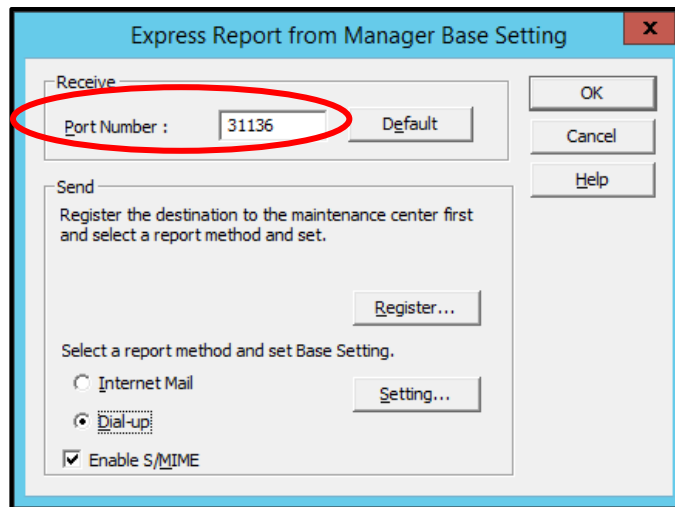 Express Report from Manager Base Setting
x
Receive
Port Number :
31136
Default
OK
Cancel
Help
Send
Register the destination to the maintenance center first
and select a report method and set.
Register...
Select a report method and set Base Setting.
Internet Mail
Setting...
Dial-up
Enable S/MIME